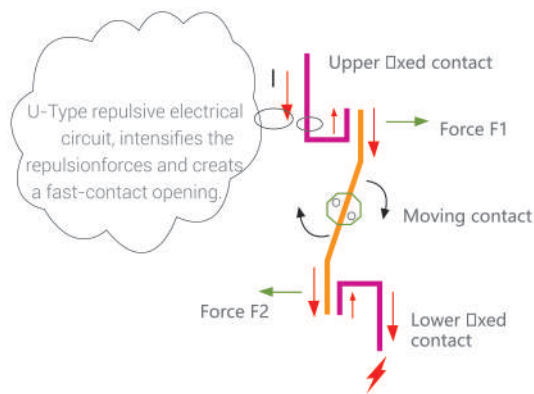 I
Upper ▯xed contact
U-Type repulsive electrical
circuit, intensifies the
repulsionforces and creats
a fast-contact opening.
Force F1
Moving contact
Force F2
Lower ▯xed
contact